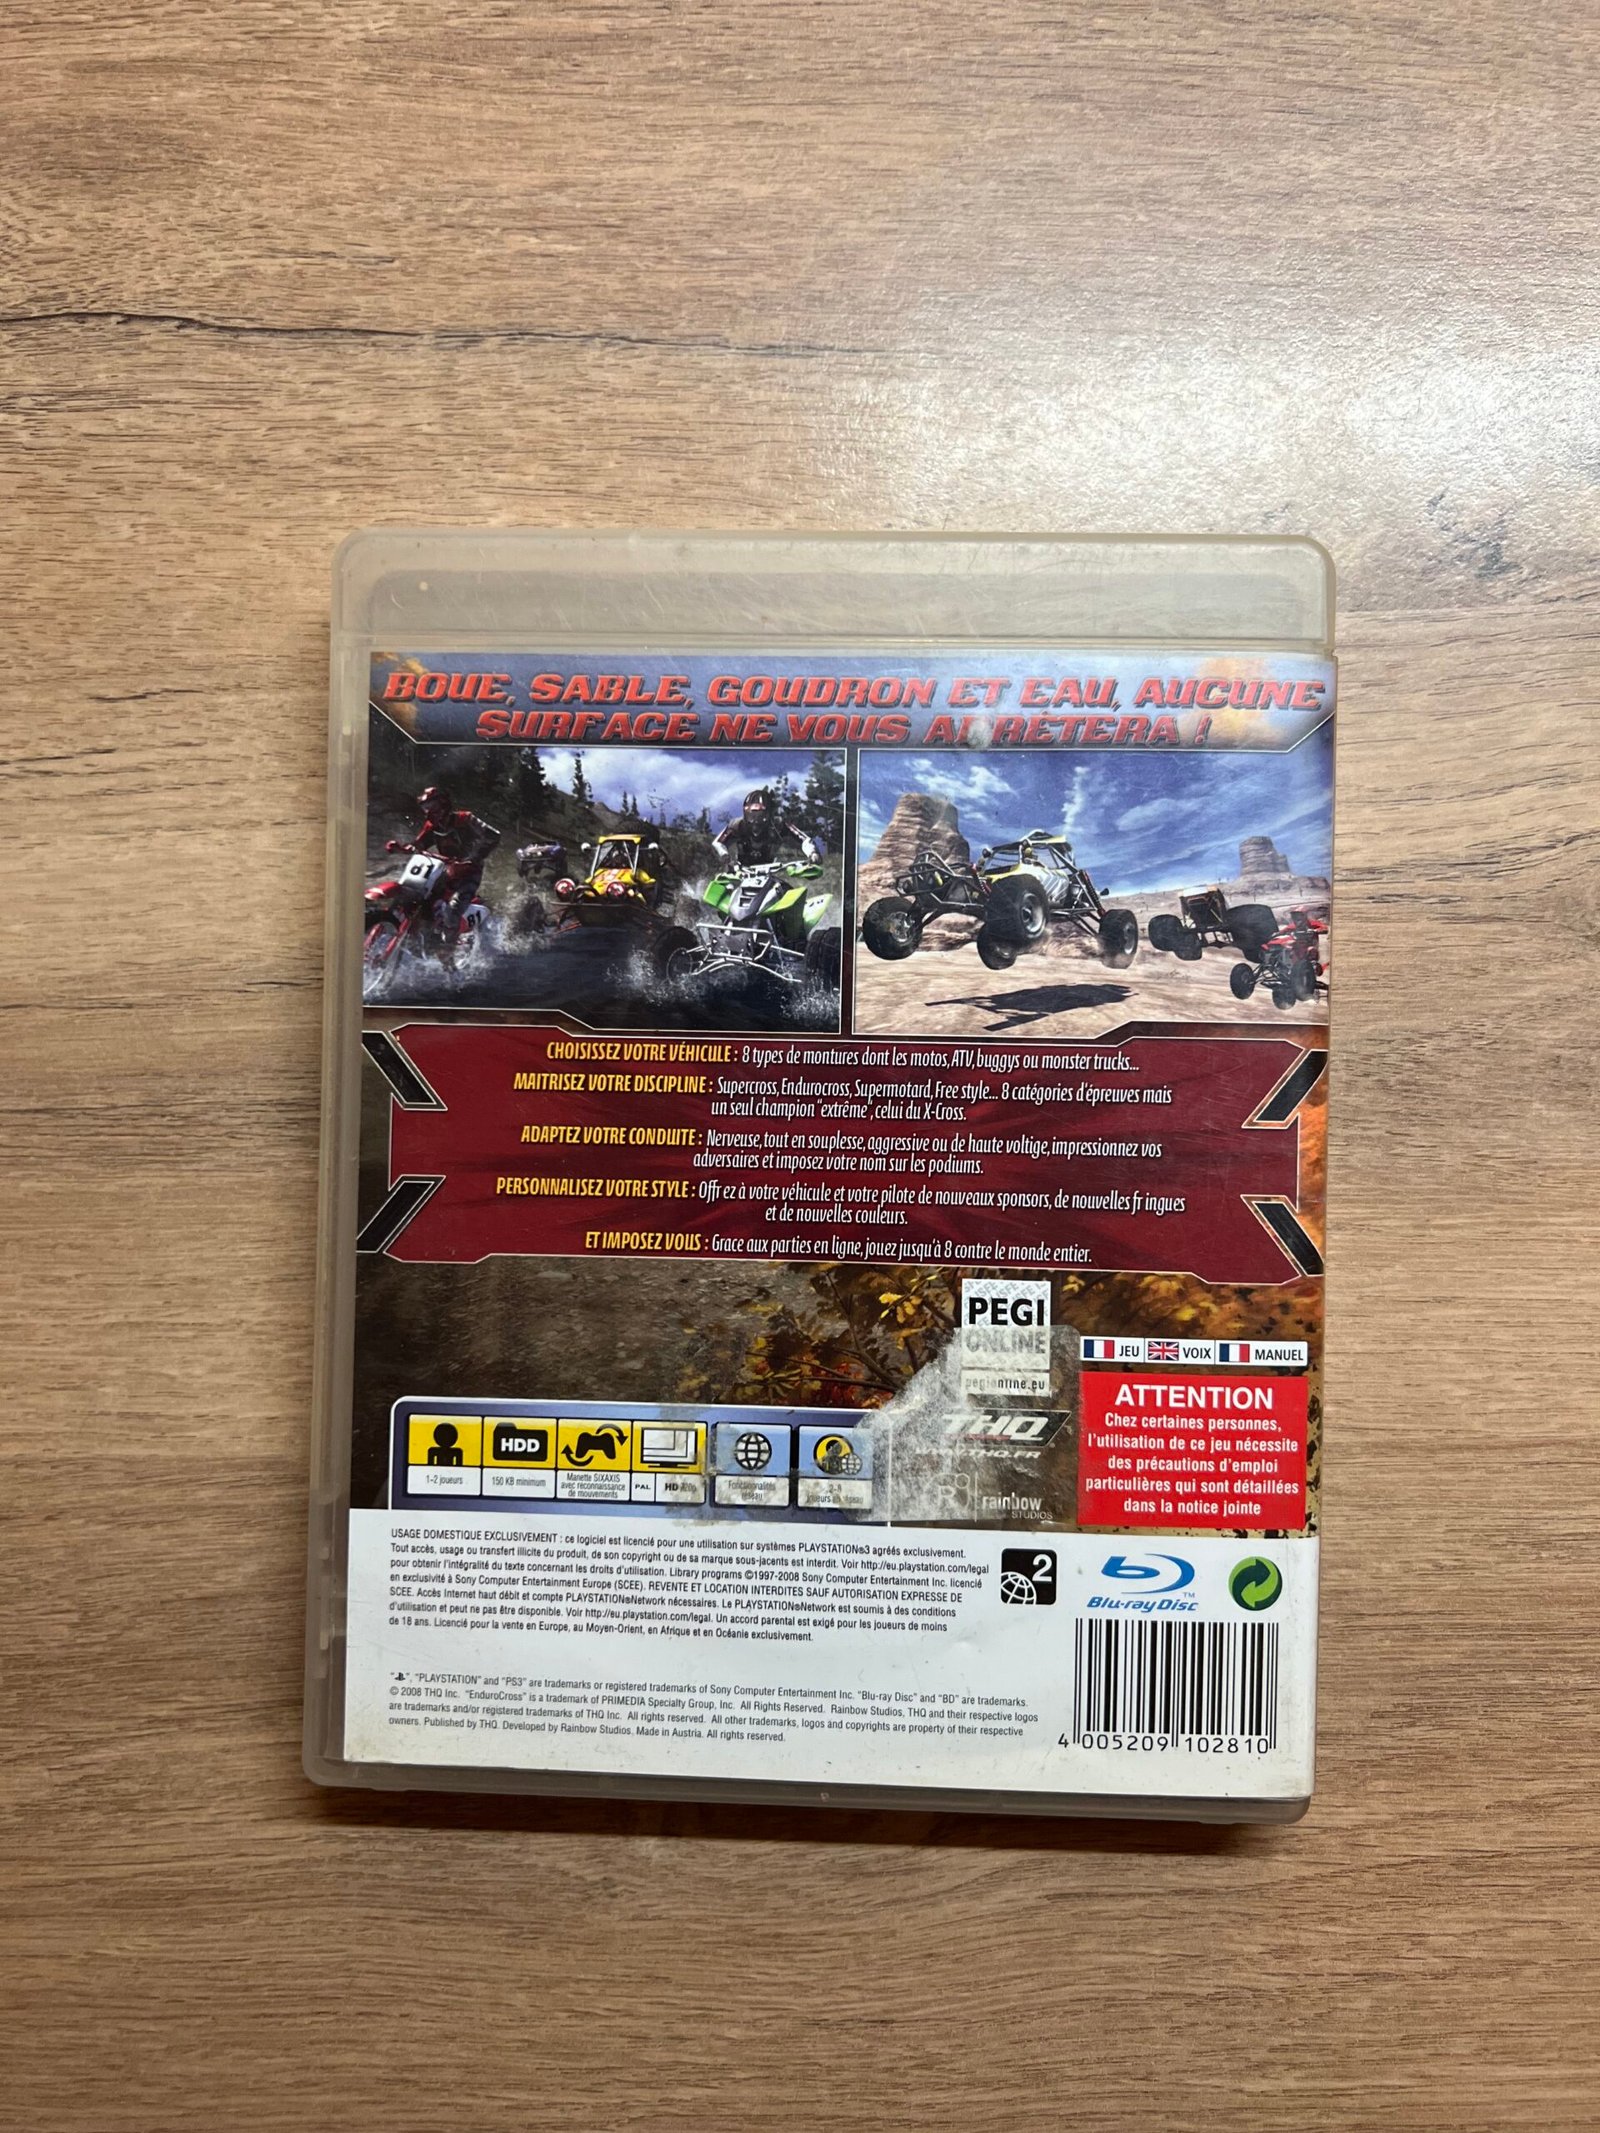 BOUE, SABLE, GOUDRON ET EAU, AUCUNE
SURFACE NE VOUS ARRÊTERA !
81
81
CHOISISSEZ VOTRE VÉHICULE : 8 types de montures dont les motos, ATV, buggys ou monster trucks...
MAITRISEZ VOTRE DISCIPLINE : Supercross, Endurocross, Supermotard, Free style... 8 catégories d'épreuves mais
un seul champion "extrême", celui du X-Cross.
ADAPTEZ VOTRE CONDUITE : Nerveuse, tout en souplesse, aggressive ou de haute voltige, impressionnez vos
adversaires et imposez votre nom sur les podiums.
PERSONNALISEZ VOTRE STYLE : Offrez à votre véhicule et votre pilote de nouveaux sponsors, de nouvelles fringues
et de nouvelles couleurs.
ET IMPOSEZ VOUS : Grace aux parties en ligne, jouez jusqu'à 8 contre le monde entier.
PEGI
ONLINE
pegionline.eu
JEU VOIX MANUEL
ATTENTION
Chez certaines personnes,
l'utilisation de ce jeu nécessite
des précautions d'emploi
particulières qui sont détaillées
dans la notice jointe
THQ
WWW.THQ.FR
rainbow
STUDIOS
HDD
1-2 joueurs
150 KB minimum
Manette SIXAXIS
avec reconnaissance
de mouvements
PAL
HD 720p
Fonctionnalités
réseau
2-8
joueurs en réseau
USAGE DOMESTIQUE EXCLUSIVEMENT : ce logiciel est licencié pour une utilisation sur systèmes PLAYSTATION®3 agréés exclusivement.
Tout accès, usage ou transfert illicite du produit, de son copyright ou de sa marque sous-jacents est interdit. Voir http://eu.playstation.com/legal
pour obtenir l'intégralité du texte concernant les droits d'utilisation. Library programs ©1997-2008 Sony Computer Entertainment Inc. licencié
en exclusivité à Sony Computer Entertainment Europe (SCEE). REVENTE ET LOCATION INTERDITES SAUF AUTORISATION EXPRESSE DE
SCEE. Accès Internet haut débit et compte PLAYSTATION®Network nécessaires. Le PLAYSTATION®Network est soumis à des conditions
d'utilisation et peut ne pas être disponible. Voir http://eu.playstation.com/legal. Un accord parental est exigé pour les joueurs de moins
de 18 ans. Licencié pour la vente en Europe, au Moyen-Orient, en Afrique et en Océanie exclusivement.
2
Blu-ray Disc
TM
"", "PLAYSTATION" and "PS3" are trademarks or registered trademarks of Sony Computer Entertainment Inc. "Blu-ray Disc" and "BD" are trademarks.
© 2008 THQ Inc. "EnduroCross" is a trademark of PRIMEDIA Specialty Group, Inc. All Rights Reserved. Rainbow Studios, THQ and their respective logos
are trademarks and/or registered trademarks of THQ Inc. All rights reserved. All other trademarks, logos and copyrights are property of their respective
owners. Published by THQ. Developed by Rainbow Studios. Made in Austria. All rights reserved.
4 005209 102810